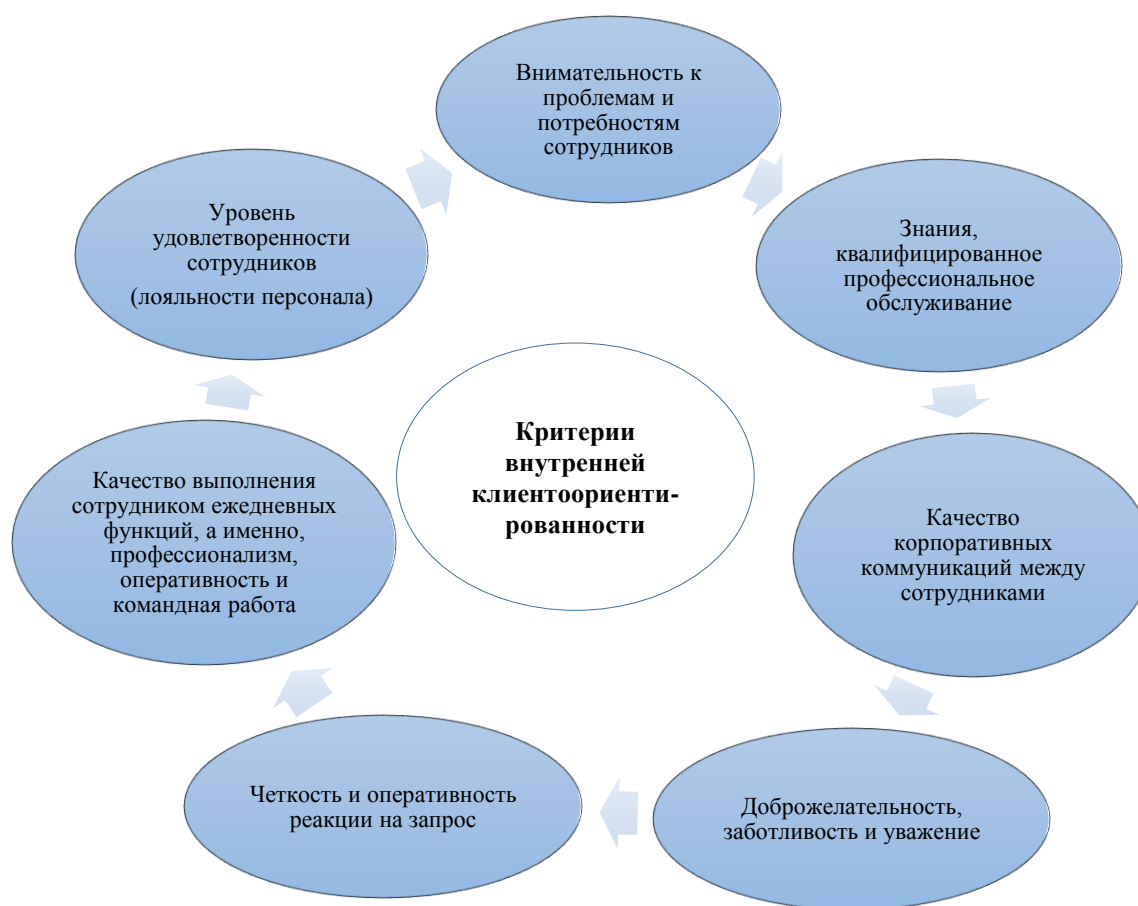 Внимательность к
проблемам и
потребностям
сотрудников
Знания,
квалифицированное
профессиональное
обслуживание
Качество
корпоративных
коммуникаций между
сотрудниками
Доброжелательность,
заботливость и уважение
Четкость и оперативность
реакции на запрос
Качество выполнения
сотрудником ежедневных
функций, а именно,
профессионализм,
оперативность и
командная работа
Уровень
удовлетворенности
сотрудников
(лояльности персонала)
Критерии
внутренней
клиентоориенти-
рованности